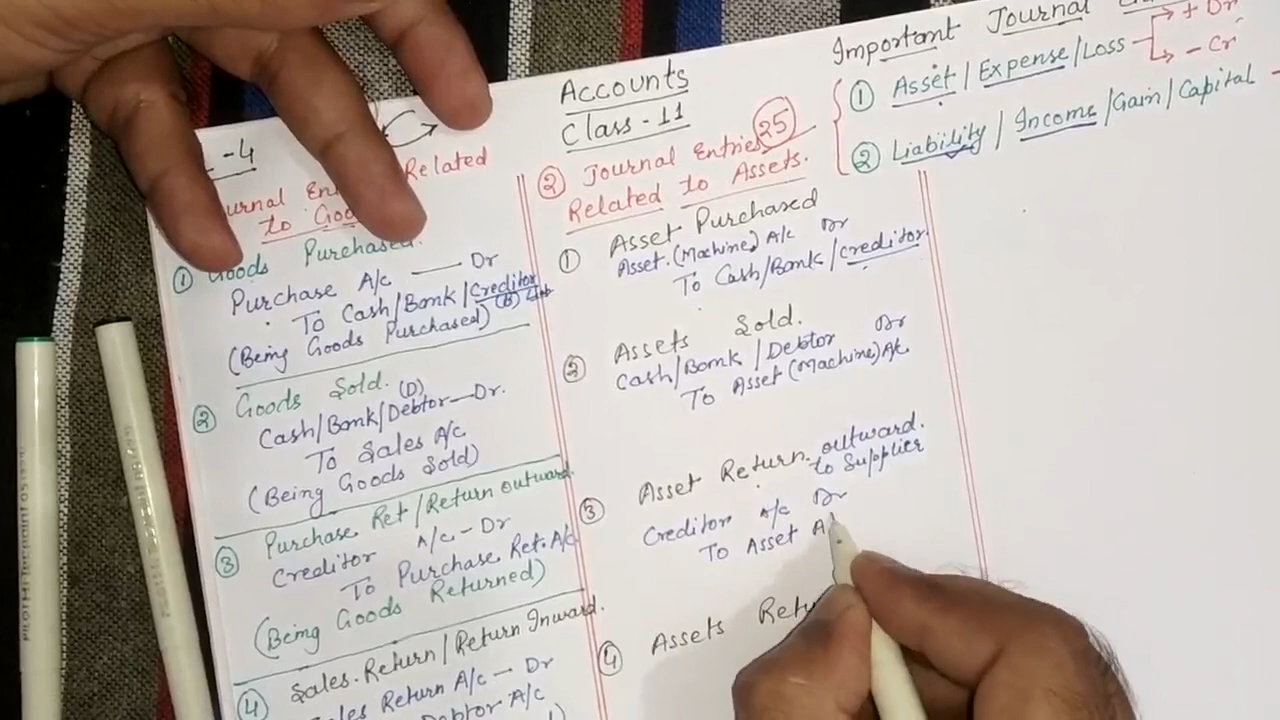 Accounts
Class - 11
-4
Related
to
① Goods Purchased.
Purchase A/c —— Dr
To Cash/Bank/Creditor
(B)
(Being Goods Purchased)
② Goods Sold.
(D)
Cash/Bank/Debtor—Dr.
To Sales A/c
(Being Goods Sold)
③ Purchase Ret/Return outward.
Creditor A/c - Dr
To Purchase Ret. A/c
(Being Goods Returned)
④ Sales.Return/Return Inward.
Sales Return A/c — Dr
Debtor A/c
② Journal Entries 25
Related to Assets.
① Asset Purchased
Asset.(Machine) A/c Dr
To Cash/Bank/creditor.
② Assets Sold.
Cash/Bank/Debtor Dr
To Asset (Machine) A/c
③ Asset Return outward.
to Supplier
Creditor A/c Dr
To Asset A
④ Assets
Important Journal
① Asset/Expense/Loss + Dr
- Cr
② Liability/Income/Gain/Capital